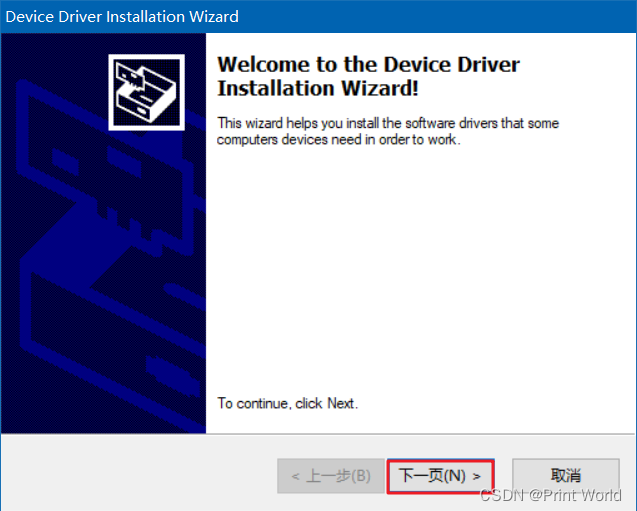 Device Driver Installation Wizard
Welcome to the Device Driver
Installation Wizard!
This wizard helps you install the software drivers that some
computers devices need in order to work.
To continue, click Next.
< 上一步(B)
下一页(N) >
取消
CSDN @Print World